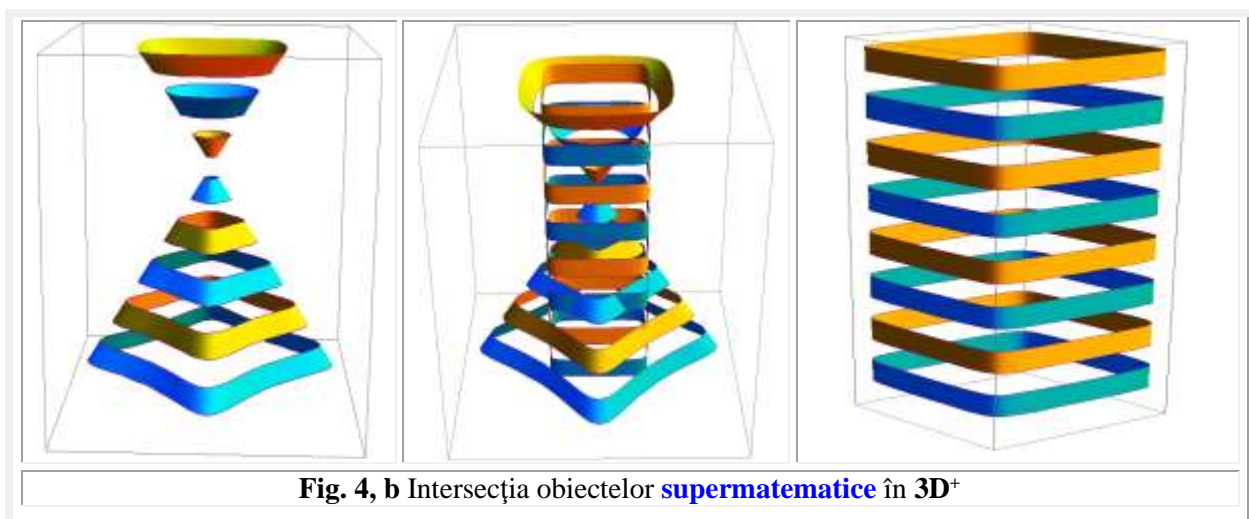 Fig. 4, b Intersecţia obiectelor supermatematice în 3D⁺